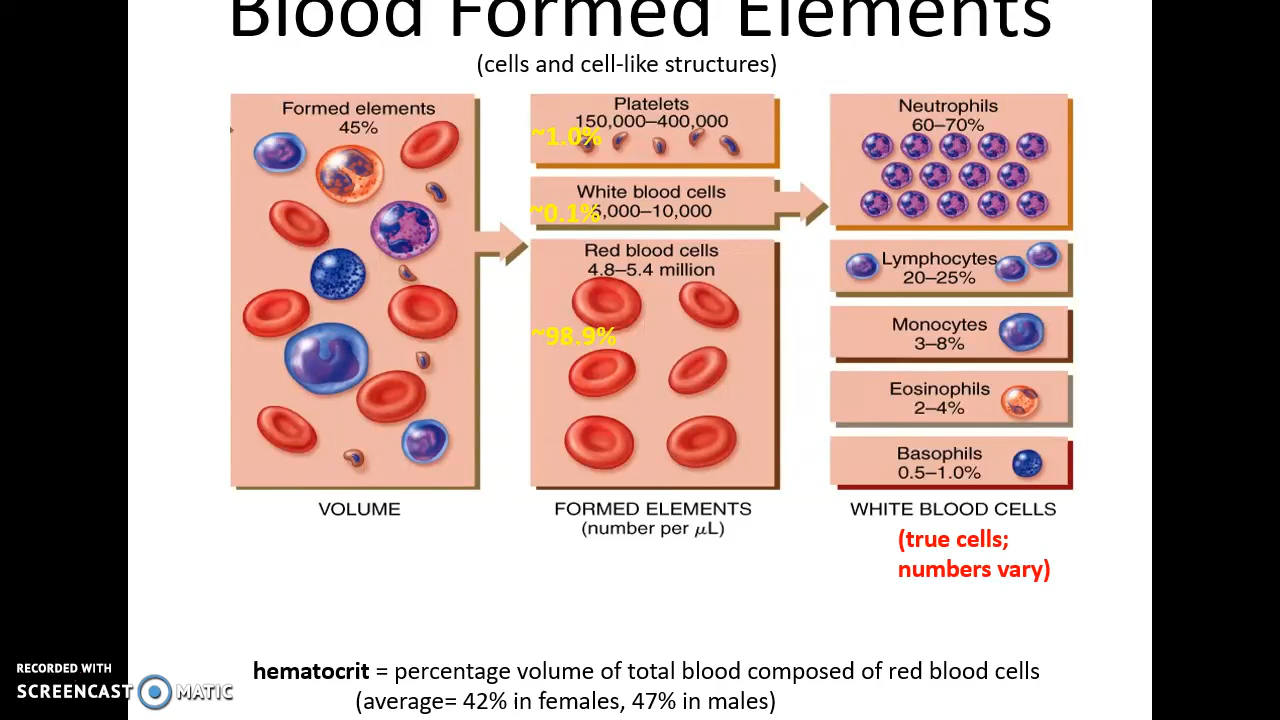 Blood Formed Elements
(cells and cell-like structures)
Formed elements
45%
VOLUME
Platelets
150,000–400,000
~1.0%
White blood cells
~0.1%
,000–10,000
Red blood cells
4.8–5.4 million
~98.9%
FORMED ELEMENTS
(number per μL)
Neutrophils
60–70%
Lymphocytes
20–25%
Monocytes
3–8%
Eosinophils
2–4%
Basophils
0.5–1.0%
WHITE BLOOD CELLS
(true cells;
numbers vary)
hematocrit = percentage volume of total blood composed of red blood cells
(average= 42% in females, 47% in males)
RECORDED WITH
SCREENCAST MATIC